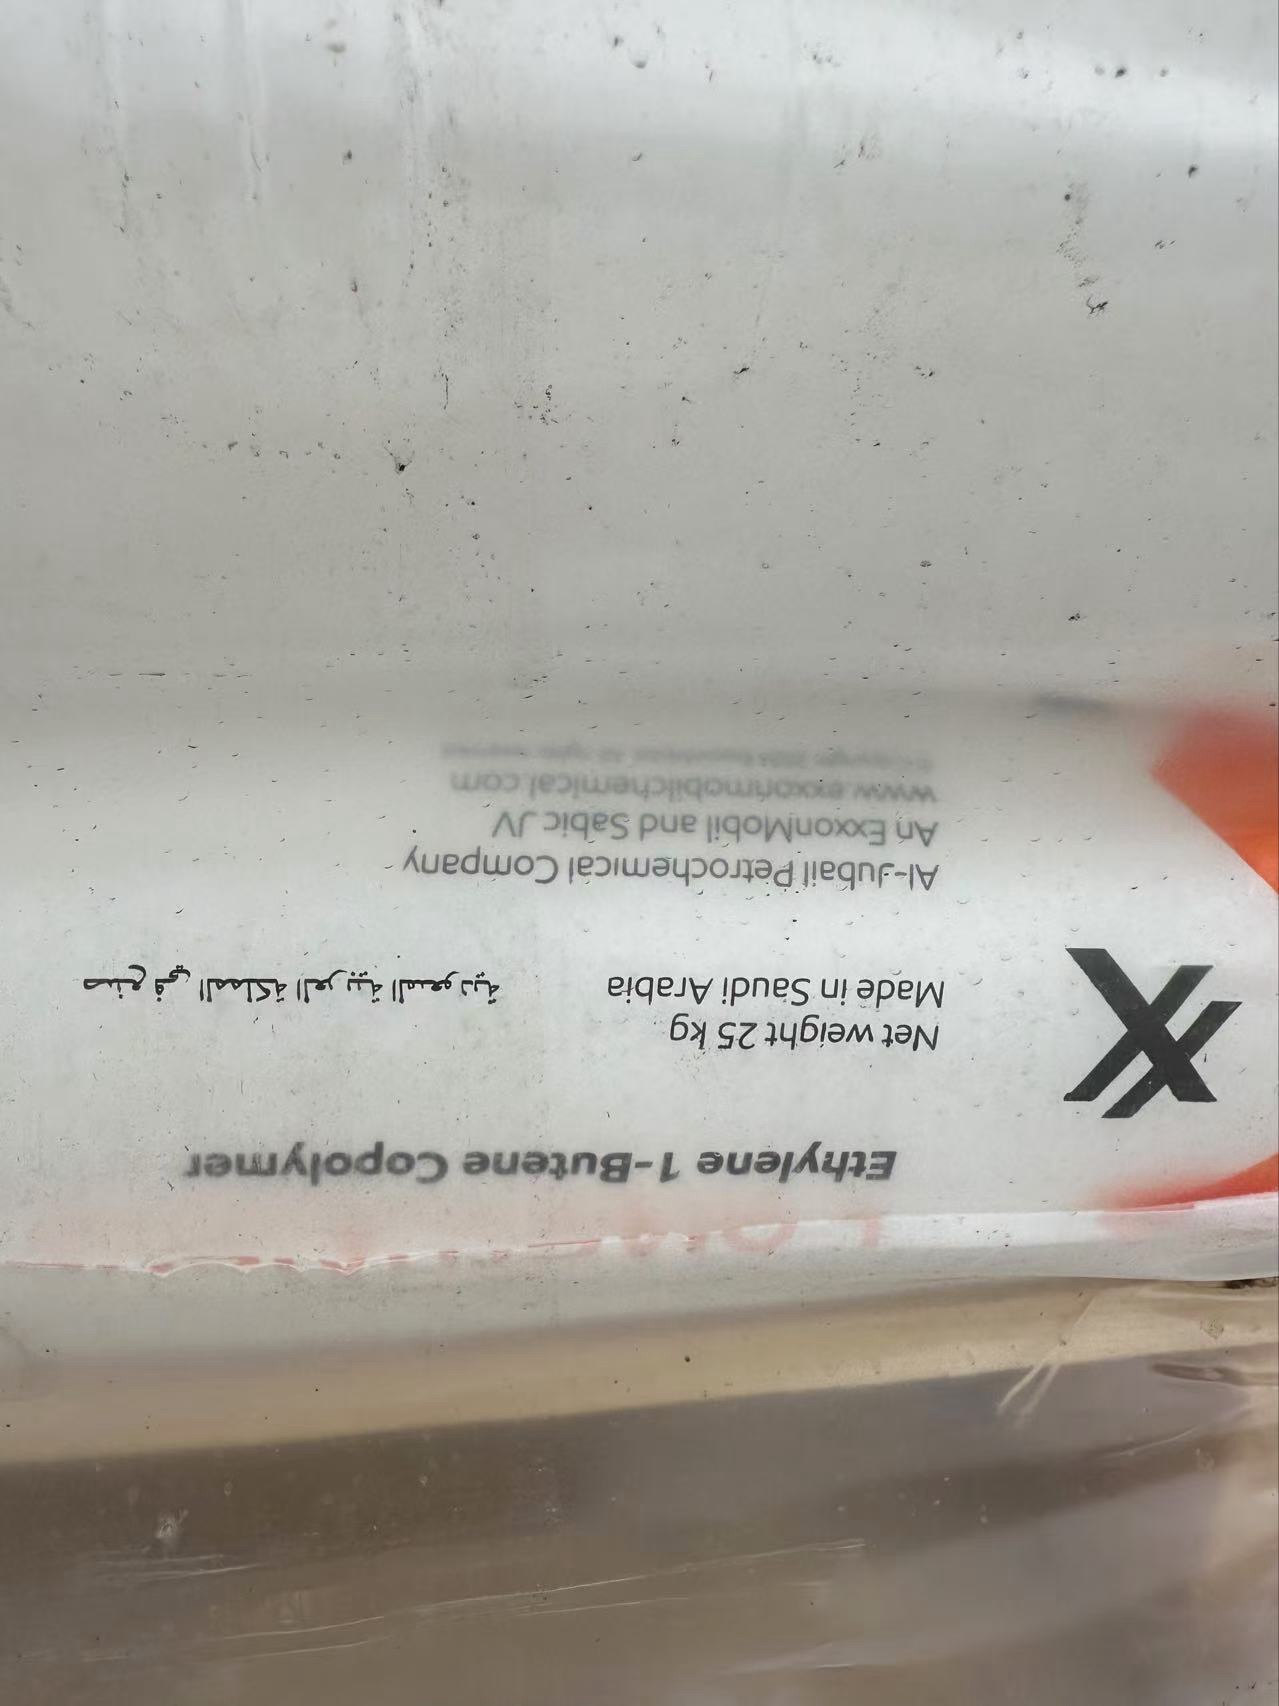 Ethylene 1-Butene Copolymer
Net weight 25 kg
Made in Saudi Arabia
صنع في المملكة العربية السعودية
Al-Jubail Petrochemical Company
An ExxonMobil and Sabic JV
www.exxonmobilchemical.com